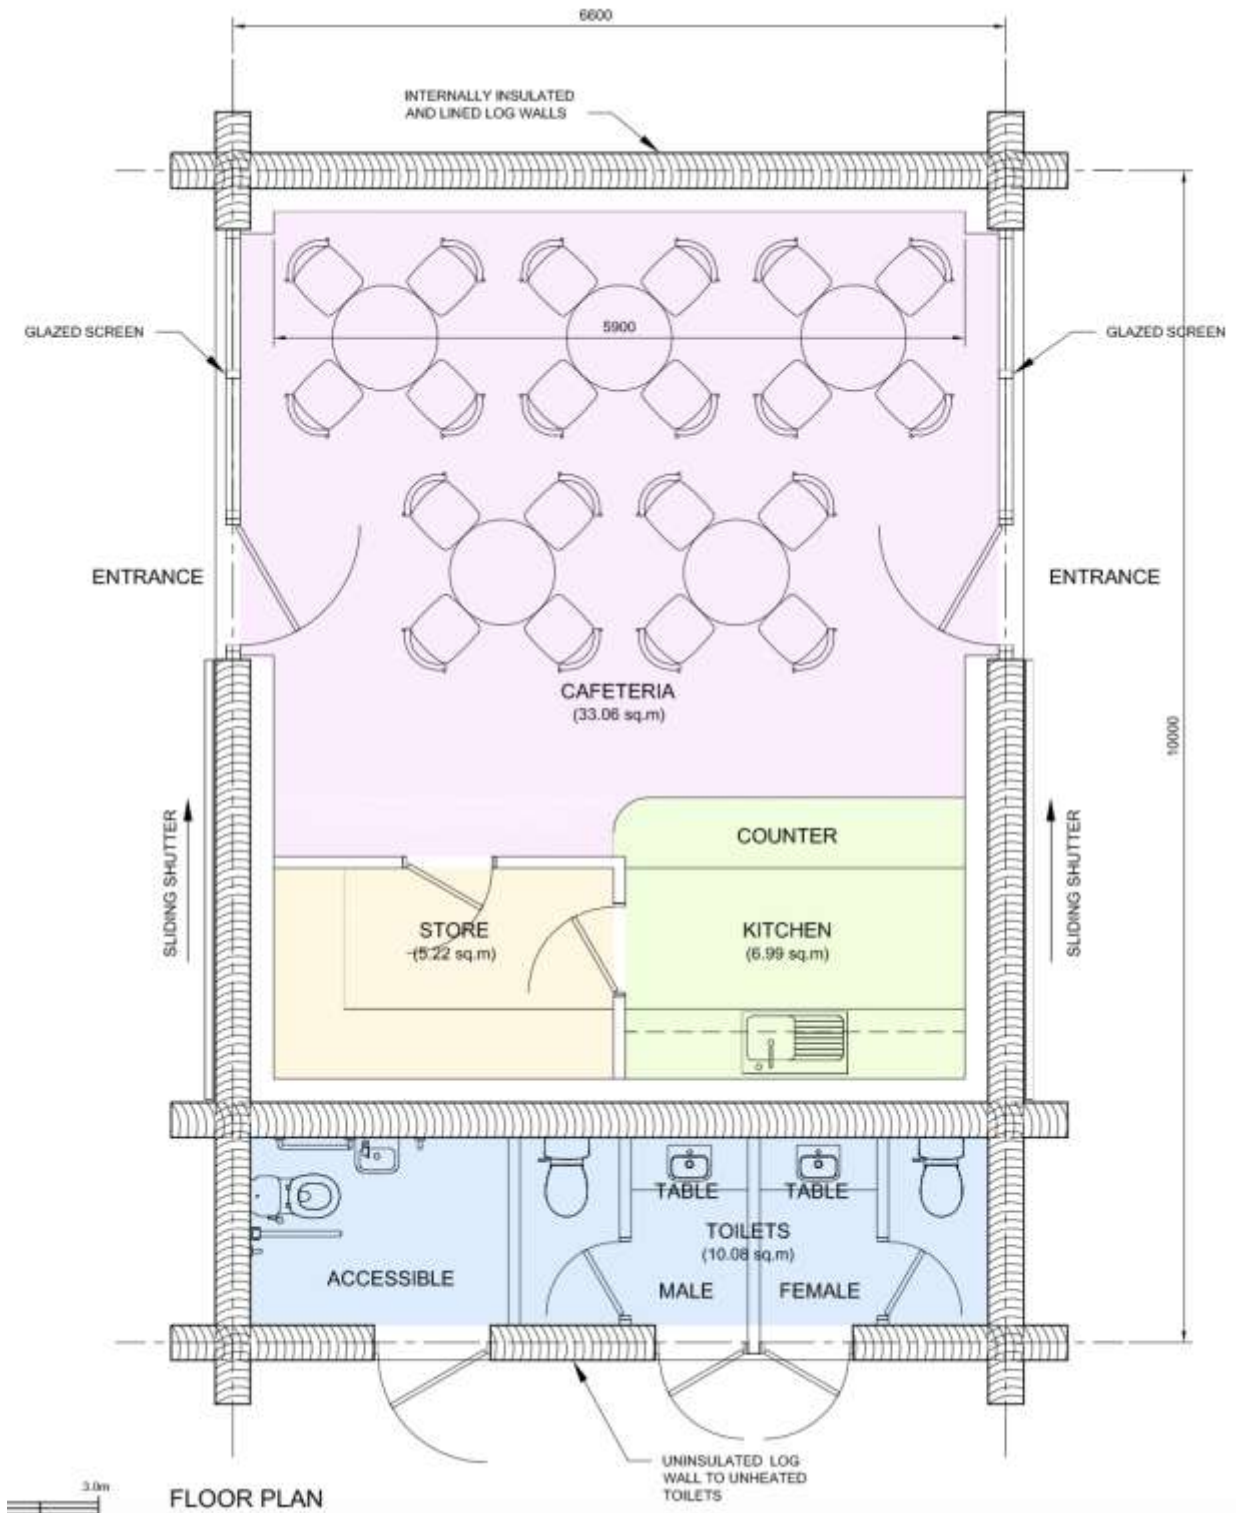 6600
INTERNALLY INSULATED
AND LINED LOG WALLS
GLAZED SCREEN
5900
GLAZED SCREEN
ENTRANCE
ENTRANCE
CAFETERIA
(33.06 sq.m)
10000
SLIDING SHUTTER
COUNTER
SLIDING SHUTTER
STORE
(5.22 sq.m)
KITCHEN
(6.99 sq.m)
TABLE
TABLE
TOILETS
(10.08 sq.m)
ACCESSIBLE
MALE
FEMALE
UNINSULATED LOG
WALL TO UNHEATED
TOILETS
3.0m
FLOOR PLAN